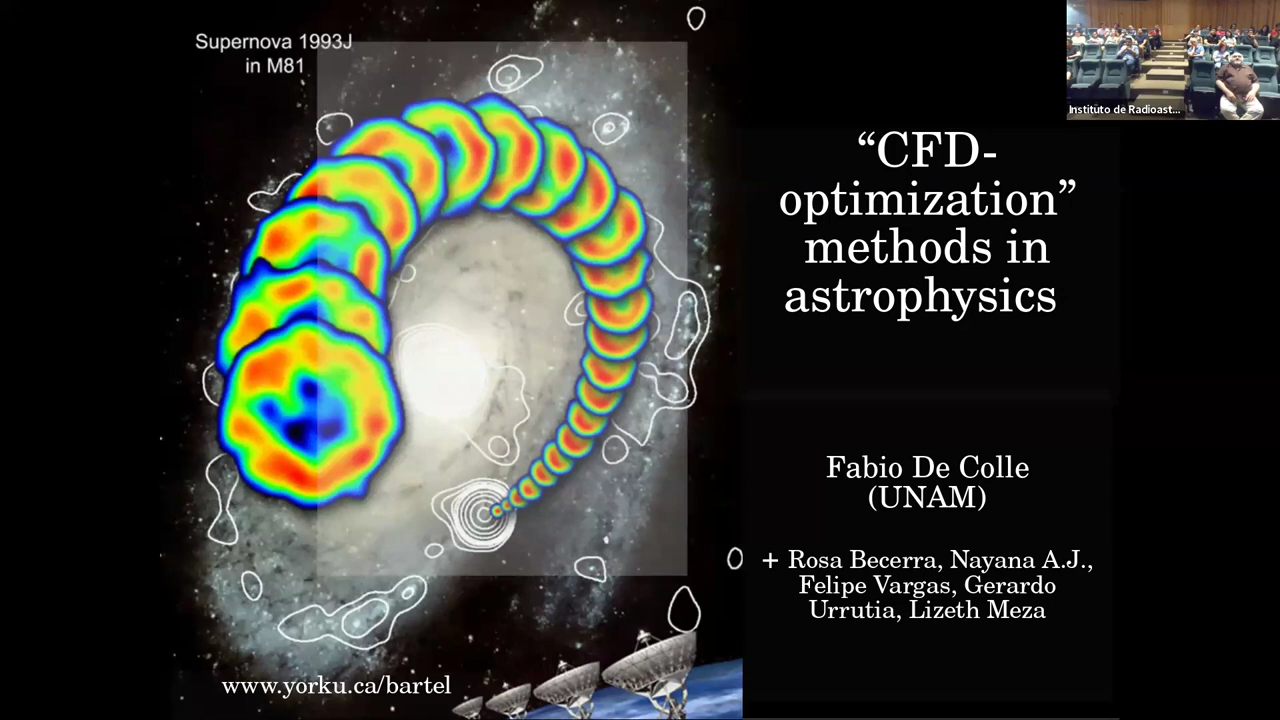 Supernova 1993J
in M81
Instituto de Radioast...
“CFD-
optimization”
methods in
astrophysics
Fabio De Colle
(UNAM)
+ Rosa Becerra, Nayana A.J.,
Felipe Vargas, Gerardo
Urrutia, Lizeth Meza
www.yorku.ca/bartel